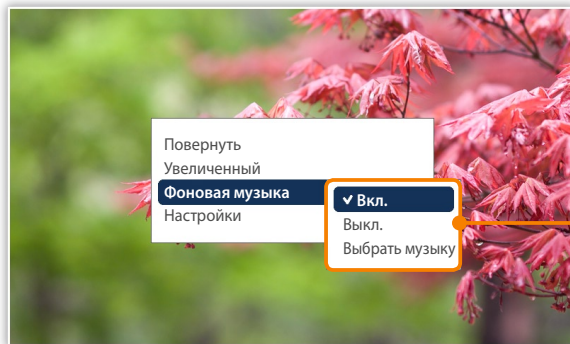 Повернуть
Увеличенный
Фоновая музыка
Настройки
Вкл.
Выкл.
Выбрать музыку